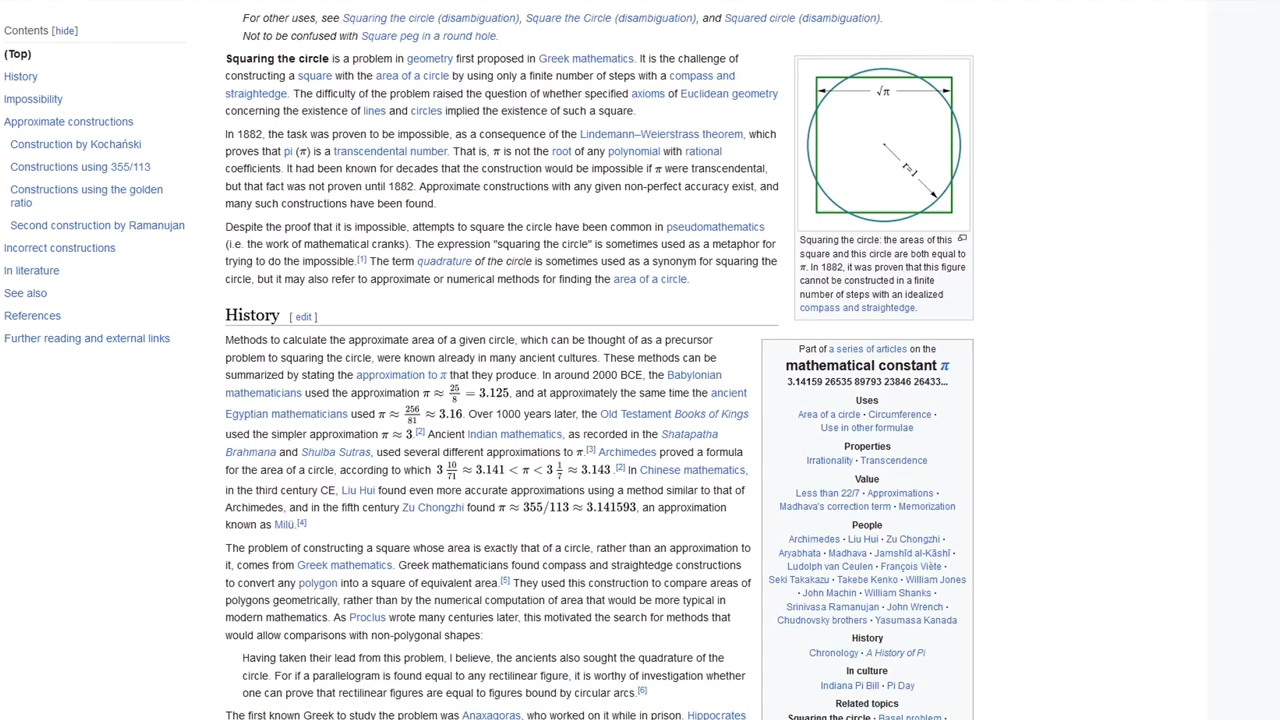 Contents [hide]
(Top)
History
Impossibility
Approximate constructions
Construction by Kochański
Constructions using 355/113
Constructions using the golden
ratio
Second construction by Ramanujan
Incorrect constructions
In literature
See also
References
Further reading and external links
For other uses, see Squaring the circle (disambiguation), Square the Circle (disambiguation), and Squared circle (disambiguation).
Not to be confused with Square peg in a round hole.
Squaring the circle is a problem in geometry first proposed in Greek mathematics. It is the challenge of
constructing a square with the area of a circle by using only a finite number of steps with a compass and
straightedge. The difficulty of the problem raised the question of whether specified axioms of Euclidean geometry
concerning the existence of lines and circles implied the existence of such a square.
In 1882, the task was proven to be impossible, as a consequence of the Lindemann–Weierstrass theorem, which
proves that pi (π) is a transcendental number. That is, π is not the root of any polynomial with rational
coefficients. It had been known for decades that the construction would be impossible if π were transcendental,
but that fact was not proven until 1882. Approximate constructions with any given non-perfect accuracy exist, and
many such constructions have been found.
Despite the proof that it is impossible, attempts to square the circle have been common in pseudomathematics
(i.e. the work of mathematical cranks). The expression "squaring the circle" is sometimes used as a metaphor for
trying to do the impossible.[1] The term quadrature of the circle is sometimes used as a synonym for squaring the
circle, but it may also refer to approximate or numerical methods for finding the area of a circle.
√π
r=1
Squaring the circle: the areas of this
square and this circle are both equal to
π. In 1882, it was proven that this figure
cannot be constructed in a finite
number of steps with an idealized
compass and straightedge.
History [ edit ]
Methods to calculate the approximate area of a given circle, which can be thought of as a precursor
problem to squaring the circle, were known already in many ancient cultures. These methods can be
summarized by stating the approximation to π that they produce. In around 2000 BCE, the Babylonian
mathematicians used the approximation π ≈ 25/8 = 3.125, and at approximately the same time the ancient
Egyptian mathematicians used π ≈ 256/81 ≈ 3.16. Over 1000 years later, the Old Testament Books of Kings
used the simpler approximation π ≈ 3.[2] Ancient Indian mathematics, as recorded in the Shatapatha
Brahmana and Shulba Sutras, used several different approximations to π.[3] Archimedes proved a formula
for the area of a circle, according to which 3 10/71 ≈ 3.141 < π < 3 1/7 ≈ 3.143 .[2] In Chinese mathematics,
in the third century CE, Liu Hui found even more accurate approximations using a method similar to that of
Archimedes, and in the fifth century Zu Chongzhi found π ≈ 355/113 ≈ 3.141593, an approximation
known as Milü.[4]
The problem of constructing a square whose area is exactly that of a circle, rather than an approximation to
it, comes from Greek mathematics. Greek mathematicians found compass and straightedge constructions
to convert any polygon into a square of equivalent area.[5] They used this construction to compare areas of
polygons geometrically, rather than by the numerical computation of area that would be more typical in
modern mathematics. As Proclus wrote many centuries later, this motivated the search for methods that
would allow comparisons with non-polygonal shapes:
Having taken their lead from this problem, I believe, the ancients also sought the quadrature of the
circle. For if a parallelogram is found equal to any rectilinear figure, it is worthy of investigation whether
one can prove that rectilinear figures are equal to figures bound by circular arcs.[6]
The first known Greek to study the problem was Anaxagoras, who worked on it while in prison. Hippocrates
Part of a series of articles on the
mathematical constant π
3.14159 26535 89793 23846 26433...
Uses
Area of a circle · Circumference ·
Use in other formulae
Properties
Irrationality · Transcendence
Value
Less than 22/7 · Approximations ·
Madhava's correction term · Memorization
People
Archimedes · Liu Hui · Zu Chongzhi ·
Aryabhata · Madhava · Jamshīd al-Kāshī ·
Ludolph van Ceulen · François Viète ·
Seki Takakazu · Takebe Kenko · William Jones
· John Machin · William Shanks ·
Srinivasa Ramanujan · John Wrench ·
Chudnovsky brothers · Yasumasa Kanada
History
Chronology · A History of Pi
In culture
Indiana Pi Bill · Pi Day
Related topics
Squaring the circle · Basel problem ·